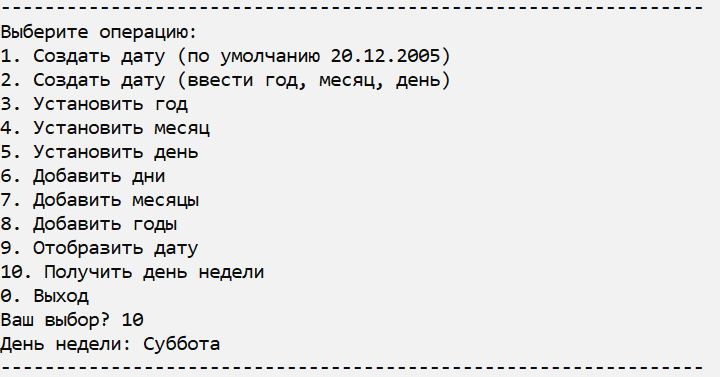 ----------------------------------------------------------------
Выберите операцию:
1. Создать дату (по умолчанию 20.12.2005)
2. Создать дату (ввести год, месяц, день)
3. Установить год
4. Установить месяц
5. Установить день
6. Добавить дни
7. Добавить месяцы
8. Добавить годы
9. Отобразить дату
10. Получить день недели
0. Выход
Ваш выбор? 10
День недели: Суббота
----------------------------------------------------------------